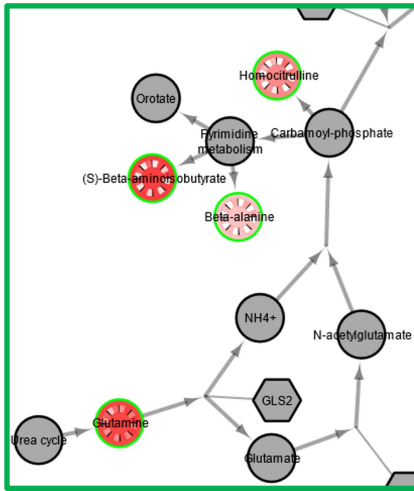 Homocitrulline
Orotate
Pyrimidine
metabolism
Carbamoyl-phosphate
(S)-Beta-aminoisobutyrate
Beta-alanine
NH4+
N-acetylglutamate
GLS2
Glutamine
Urea cycle
Glutamate